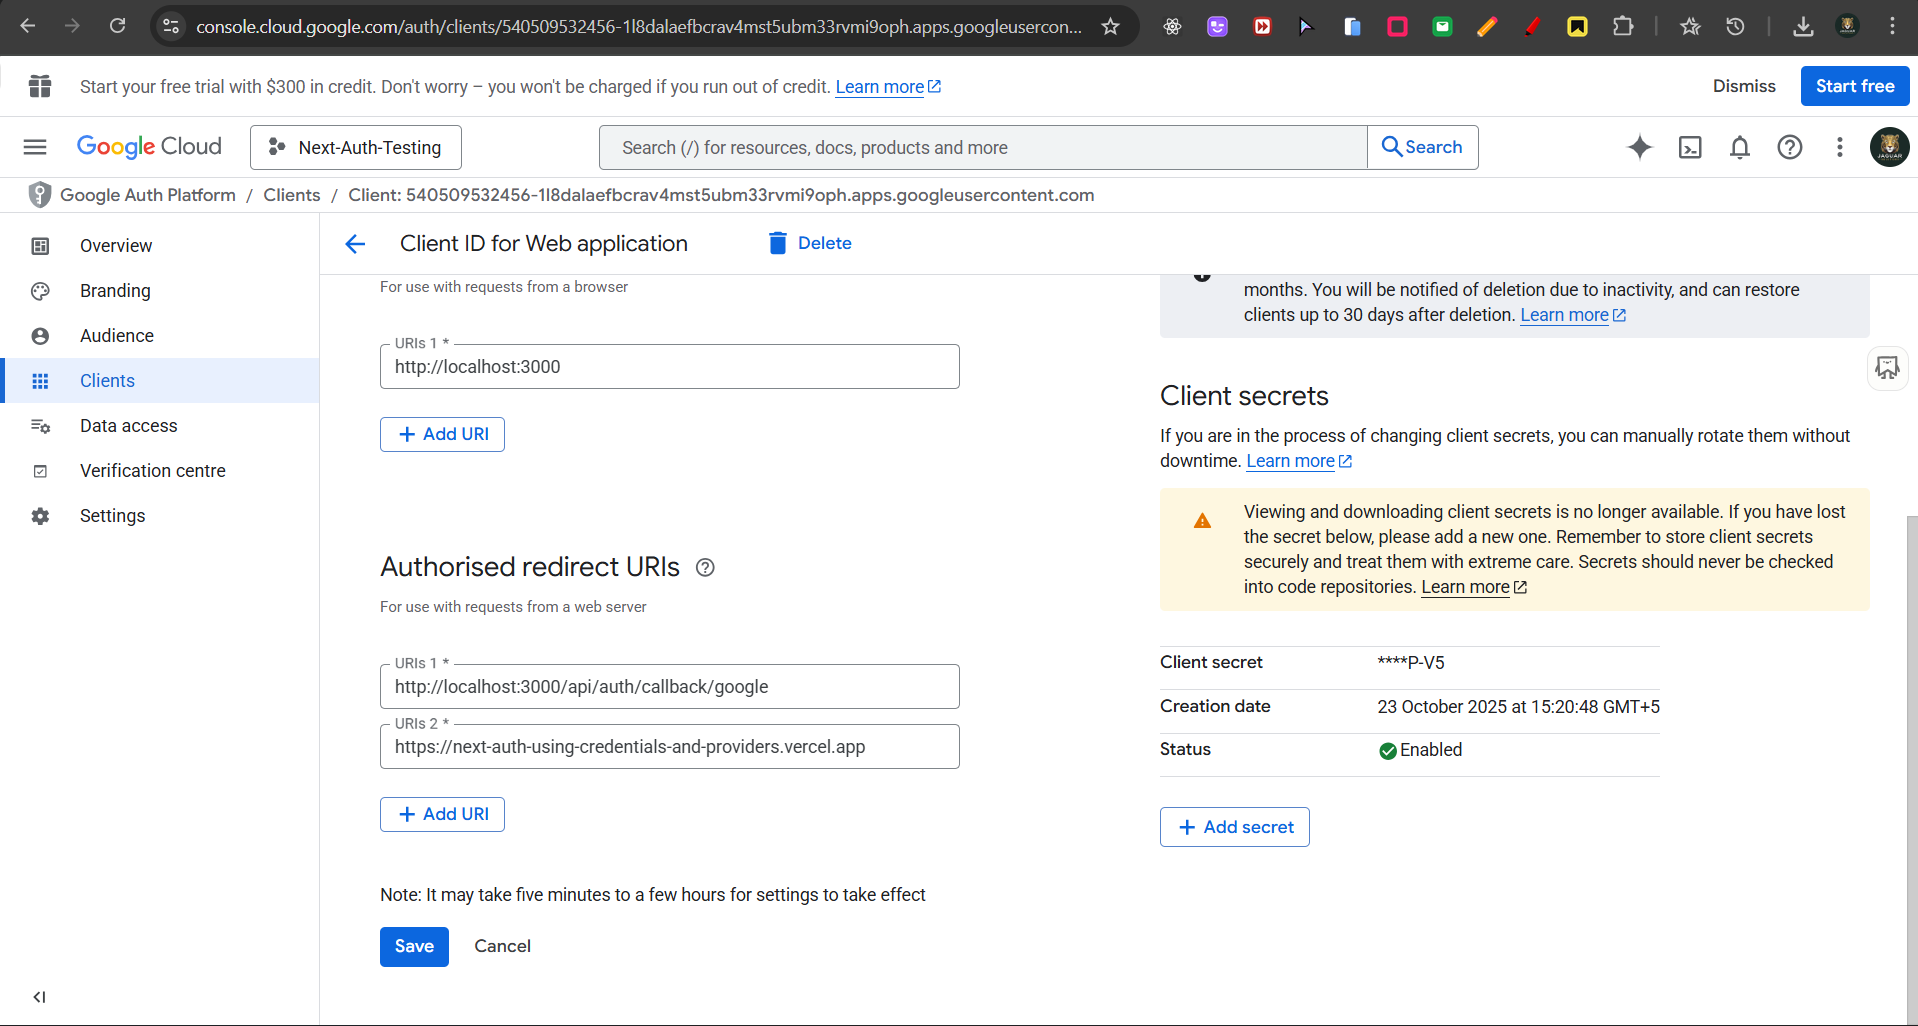 console.cloud.google.com/auth/clients/540509532456-1l8dalaefbcrav4mst5ubm33rvmi9oph.apps.googleusercon...
Start your free trial with $300 in credit. Don't worry – you won't be charged if you run out of credit. Learn more
Dismiss
Start free
Google Cloud
Next-Auth-Testing
Search (/) for resources, docs, products and more
Search
Google Auth Platform / Clients / Client: 540509532456-1l8dalaefbcrav4mst5ubm33rvmi9oph.apps.googleusercontent.com
Overview
Branding
Audience
Clients
Data access
Verification centre
Settings
Client ID for Web application
Delete
For use with requests from a browser
URIs 1 *
http://localhost:3000
Add URI
Authorised redirect URIs
For use with requests from a web server
URIs 1 *
http://localhost:3000/api/auth/callback/google
URIs 2 *
https://next-auth-using-credentials-and-providers.vercel.app
Add URI
Note: It may take five minutes to a few hours for settings to take effect
Save
Cancel
months. You will be notified of deletion due to inactivity, and can restore
clients up to 30 days after deletion. Learn more
Client secrets
If you are in the process of changing client secrets, you can manually rotate them without
downtime. Learn more
Viewing and downloading client secrets is no longer available. If you have lost
the secret below, please add a new one. Remember to store client secrets
securely and treat them with extreme care. Secrets should never be checked
into code repositories. Learn more
Client secret ****P-V5
Creation date 23 October 2025 at 15:20:48 GMT+5
Status Enabled
Add secret